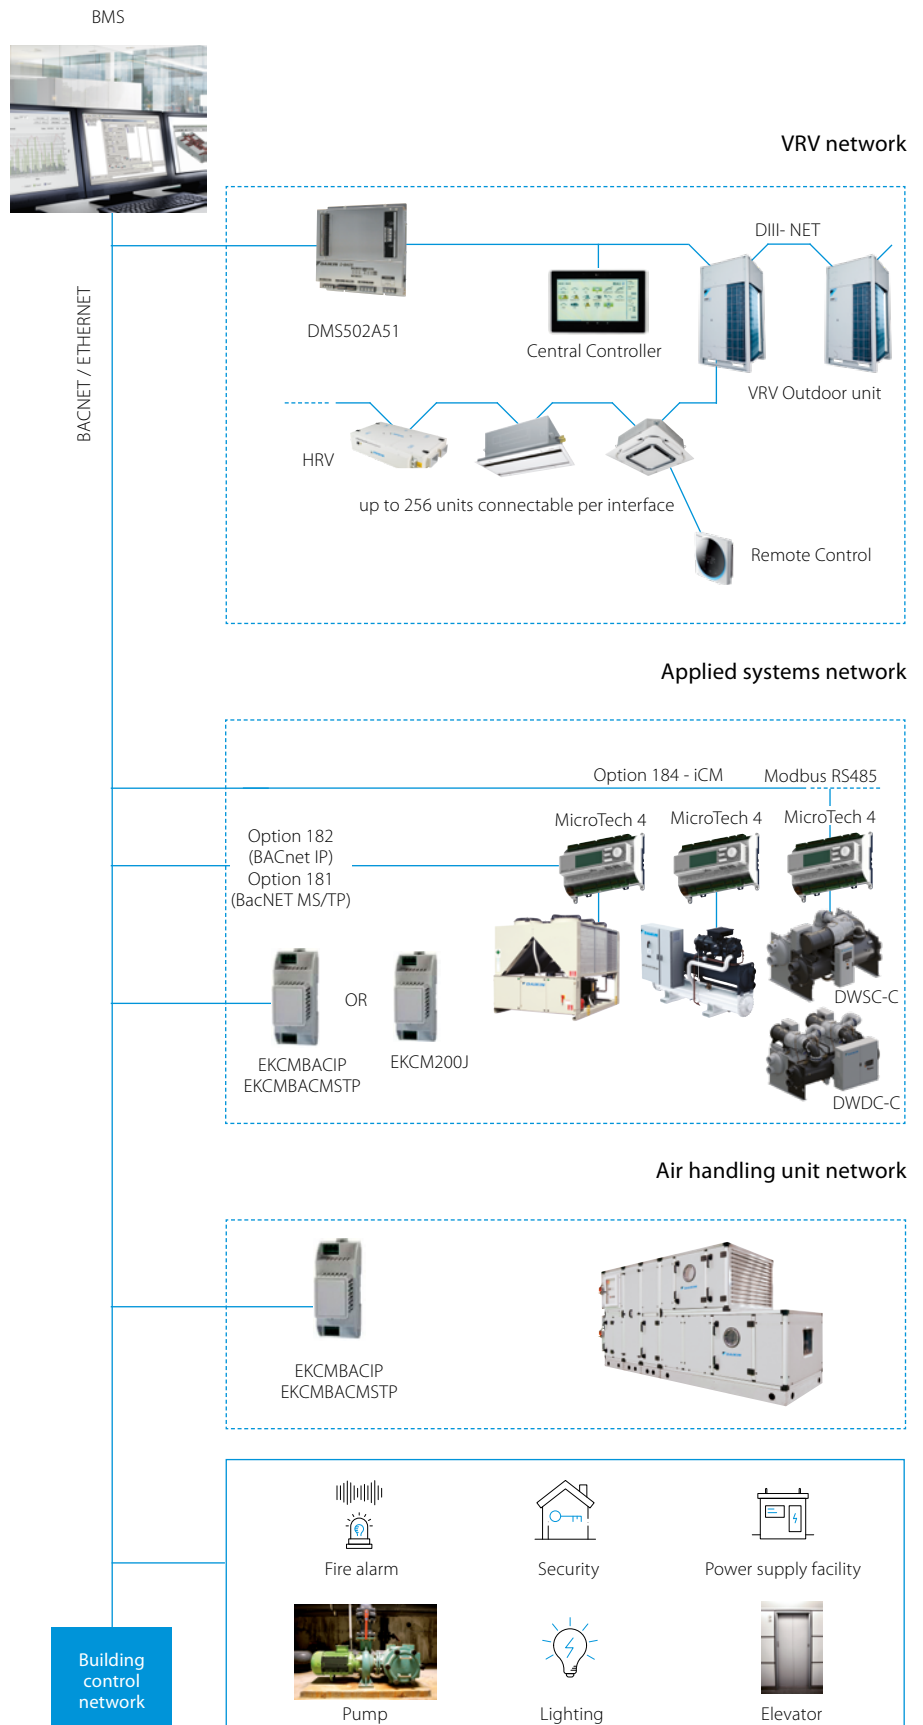 BMS
VRV network
BACNET / ETHERNET
DIII- NET
DMS502A51
Central Controller
VRV Outdoor unit
HRV
up to 256 units connectable per interface
Remote Control
Applied systems network
Option 184 - iCM
Modbus RS485
MicroTech 4
MicroTech 4
MicroTech 4
Option 182
(BACnet IP)
Option 181
(BacNET MS/TP)
OR
EKCMBACIP
EKCMBACMSTP
EKCM200J
DWSC-C
DWDC-C
Air handling unit network
EKCMBACIP
EKCMBACMSTP
Fire alarm
Security
Power supply facility
Building
control
network
Pump
Lighting
Elevator